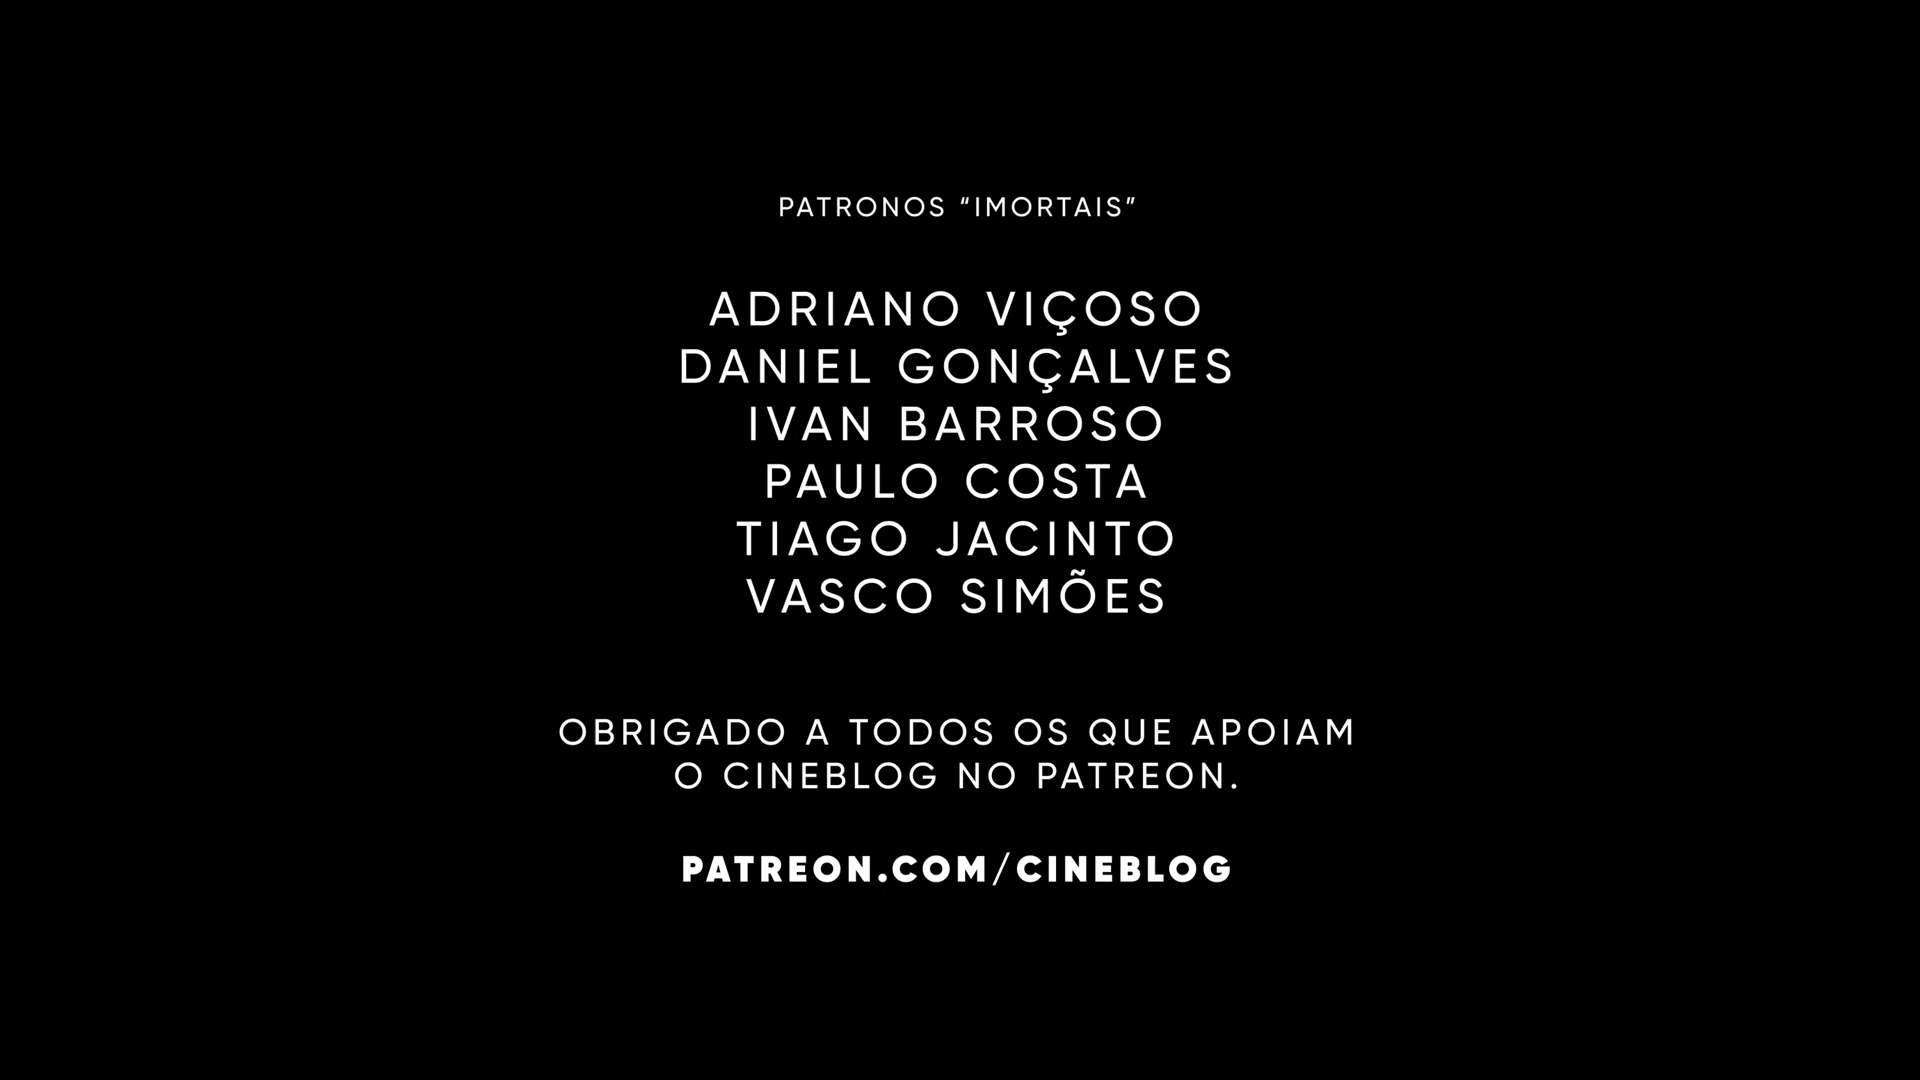 PATRONOS “IMORTAIS”
ADRIANO VIÇOSO
DANIEL GONÇALVES
IVAN BARROSO
PAULO COSTA
TIAGO JACINTO
VASCO SIMÕES
OBRIGADO A TODOS OS QUE APOIAM
O CINEBLOG NO PATREON.
PATREON.COM/CINEBLOG